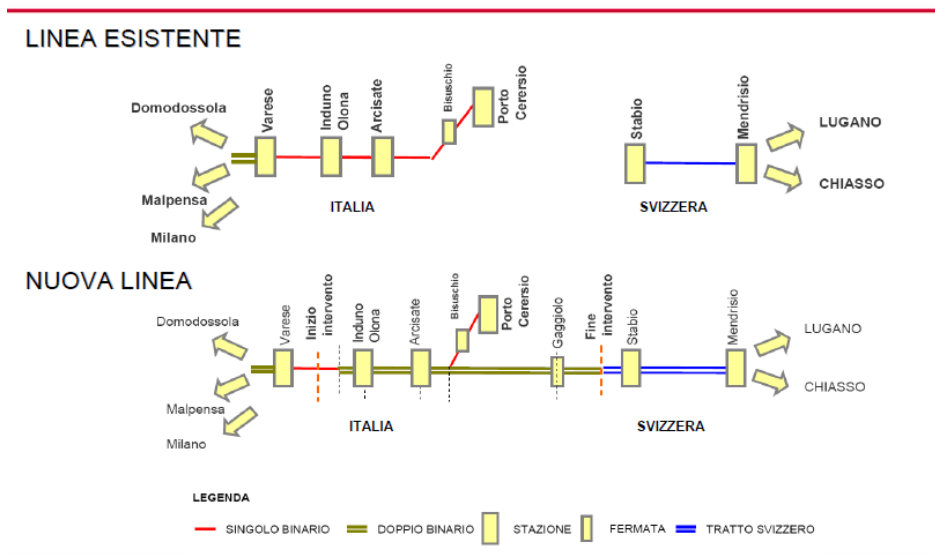 LINEA ESISTENTE
Domodossola
Varese
Induno
Olona
Arcisate
Bisuschio
Porto
Cerersio
Stabio
Mendrisio
LUGANO
CHIASSO
Malpensa
Milano
ITALIA
SVIZZERA
NUOVA LINEA
Domodossola
Varese
Inizio
intervento
Induno
Olona
Arcisate
Bisuschio
Porto
Cerersio
Gaggiolo
Fine
intervento
Stabio
Mendrisio
LUGANO
CHIASSO
Malpensa
Milano
ITALIA
SVIZZERA
LEGENDA
SINGOLO BINARIO
DOPPIO BINARIO
STAZIONE
FERMATA
TRATTO SVIZZERO